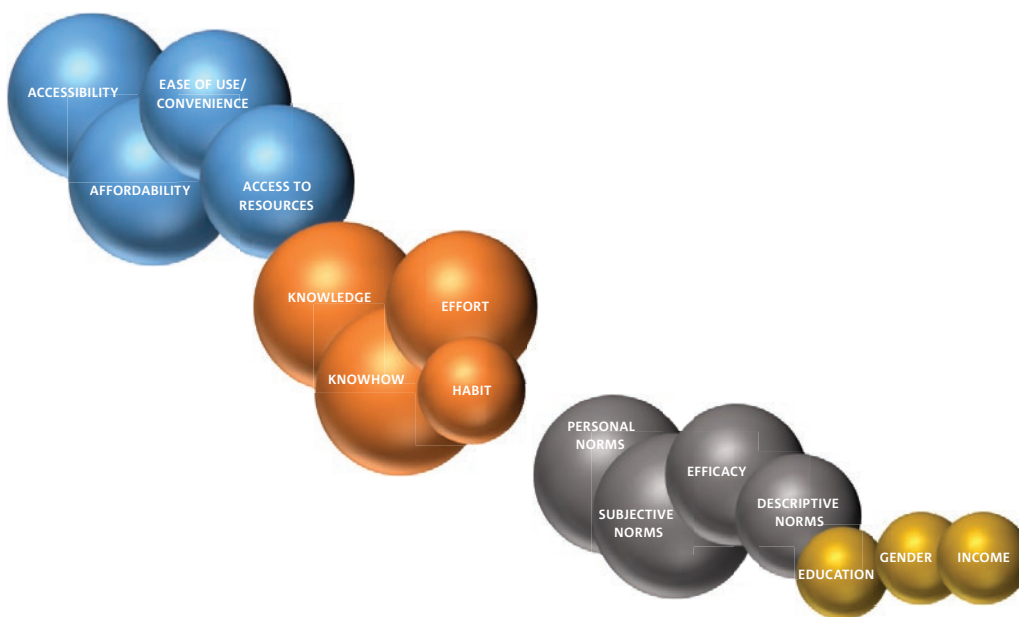 ACCESSIBILITY
EASE OF USE/
CONVENIENCE
AFFORDABILITY
ACCESS TO
RESOURCES
KNOWLEDGE
EFFORT
KNOWHOW
HABIT
PERSONAL
NORMS
EFFICACY
SUBJECTIVE
NORMS
DESCRIPTIVE
NORMS
EDUCATION
GENDER
INCOME